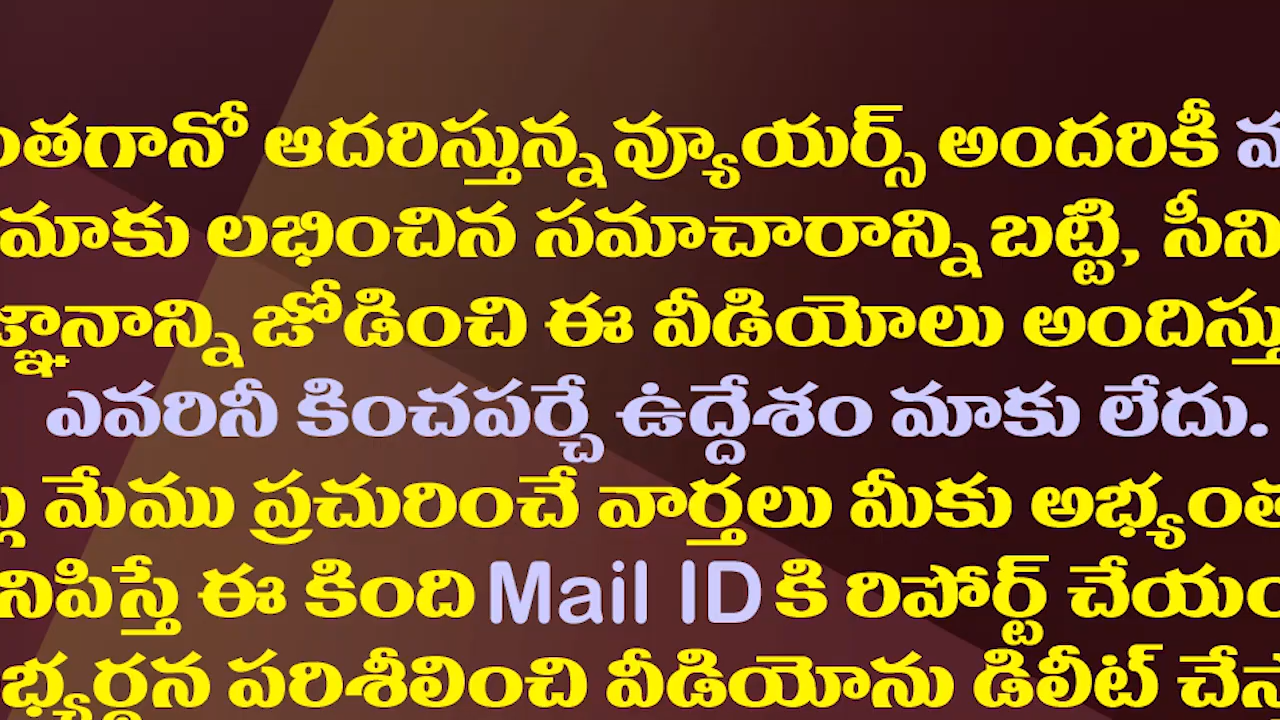 ఆదరిస్తున్న వ్యూయర్స్ అందరికీ
మాకు లభించిన సమాచారాన్ని బట్టి,
జోడించి ఈ వీడియోలు
ఎవరినీ కించపర్చే ఉద్దేశం మాకు లేదు.
మేము ప్రచురించే వార్తలు మీకు
ఈ కింది Mail ID కి రిపోర్ట్
పరిశీలించి వీడియోను డిలీట్